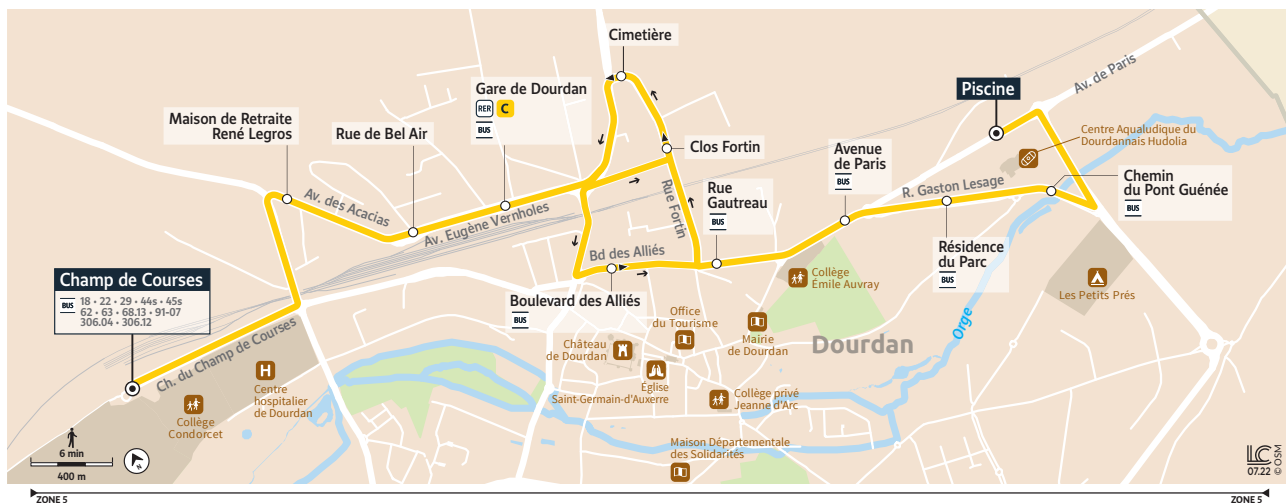 Cimetière
Gare de Dourdan
RER C
BUS
Piscine
Av. de Paris
Maison de Retraite
René Legros
Rue de Bel Air
Clos Fortin
Avenue
de Paris
BUS
Centre Aqualudique du
Dourdannais Hudolia
Chemin
du Pont Guénée
BUS
Av. des Acacias
Av. Eugène Vernholes
Rue Fortin
Rue
Gautreau
BUS
R. Gaston Lesage
Résidence
du Parc
BUS
Bd des Alliés
Boulevard des Alliés
BUS
Collège
Émile Auvray
Les Petits Prés
Champ de Courses
BUS 18 • 22 • 29 • 44s • 45s
62 • 63 • 68.13 • 91-07
306.04 • 306.12
Ch. du Champ de Courses
Office
du Tourisme
Château
de Dourdan
Mairie
de Dourdan
Dourdan
Orge
H
Centre
hospitalier
de Dourdan
Église
Saint-Germain-d'Auxerre
Collège privé
Jeanne d'Arc
Collège
Condorcet
Maison Départementale
des Solidarités
6 min
400 m
N
LC
07.22
© OSM
ZONE 5
ZONE 5